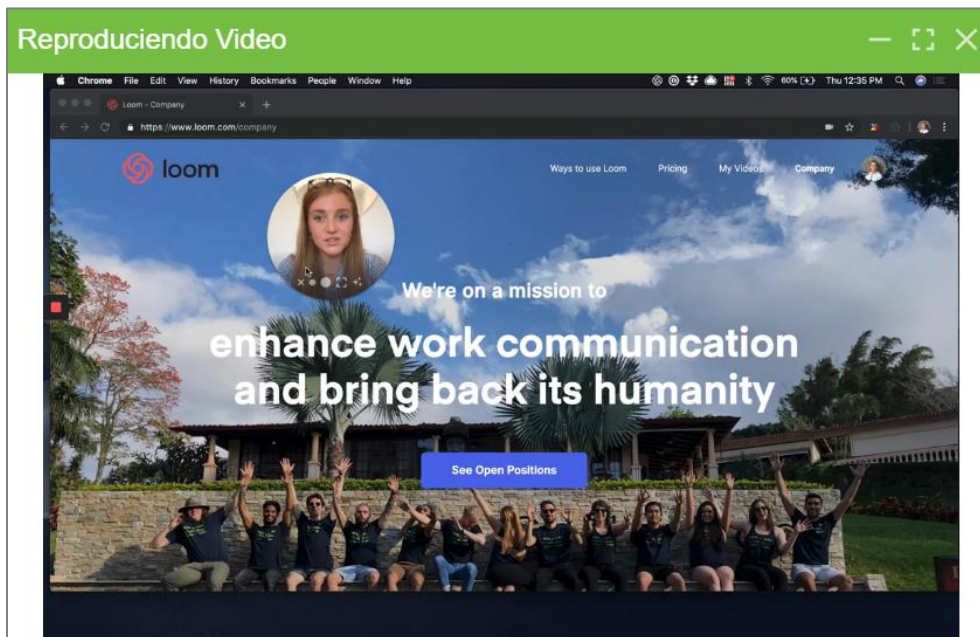 Reproduciendo Video
Chrome File Edit View History Bookmarks People Window Help
60% Thu 12:35 PM
Loom - Company
https://www.loom.com/company
loom
Ways to use Loom Pricing My Videos Company
We're on a mission to
enhance work communication
and bring back its humanity
See Open Positions